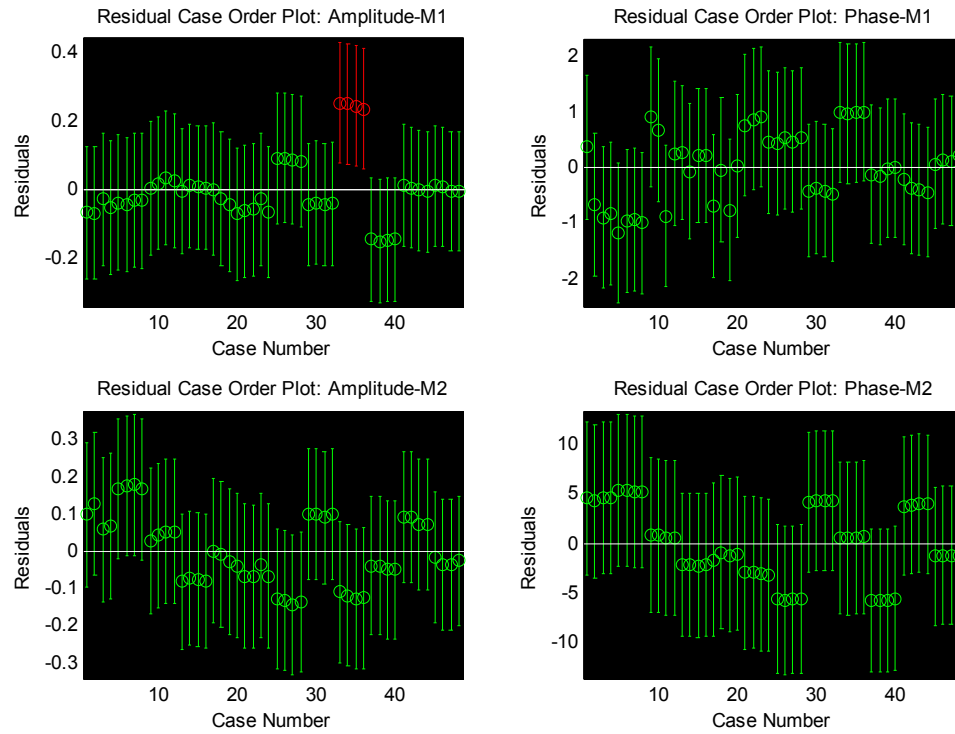 Residual Case Order Plot: Amplitude-M1
0.4
0.2
0
-0.2
Residuals
10 20 30 40
Case Number
Residual Case Order Plot: Phase-M1
2
1
0
-1
-2
Residuals
10 20 30 40
Case Number
Residual Case Order Plot: Amplitude-M2
0.3
0.2
0.1
0
-0.1
-0.2
-0.3
Residuals
10 20 30 40
Case Number
Residual Case Order Plot: Phase-M2
10
5
0
-5
-10
Residuals
10 20 30 40
Case Number